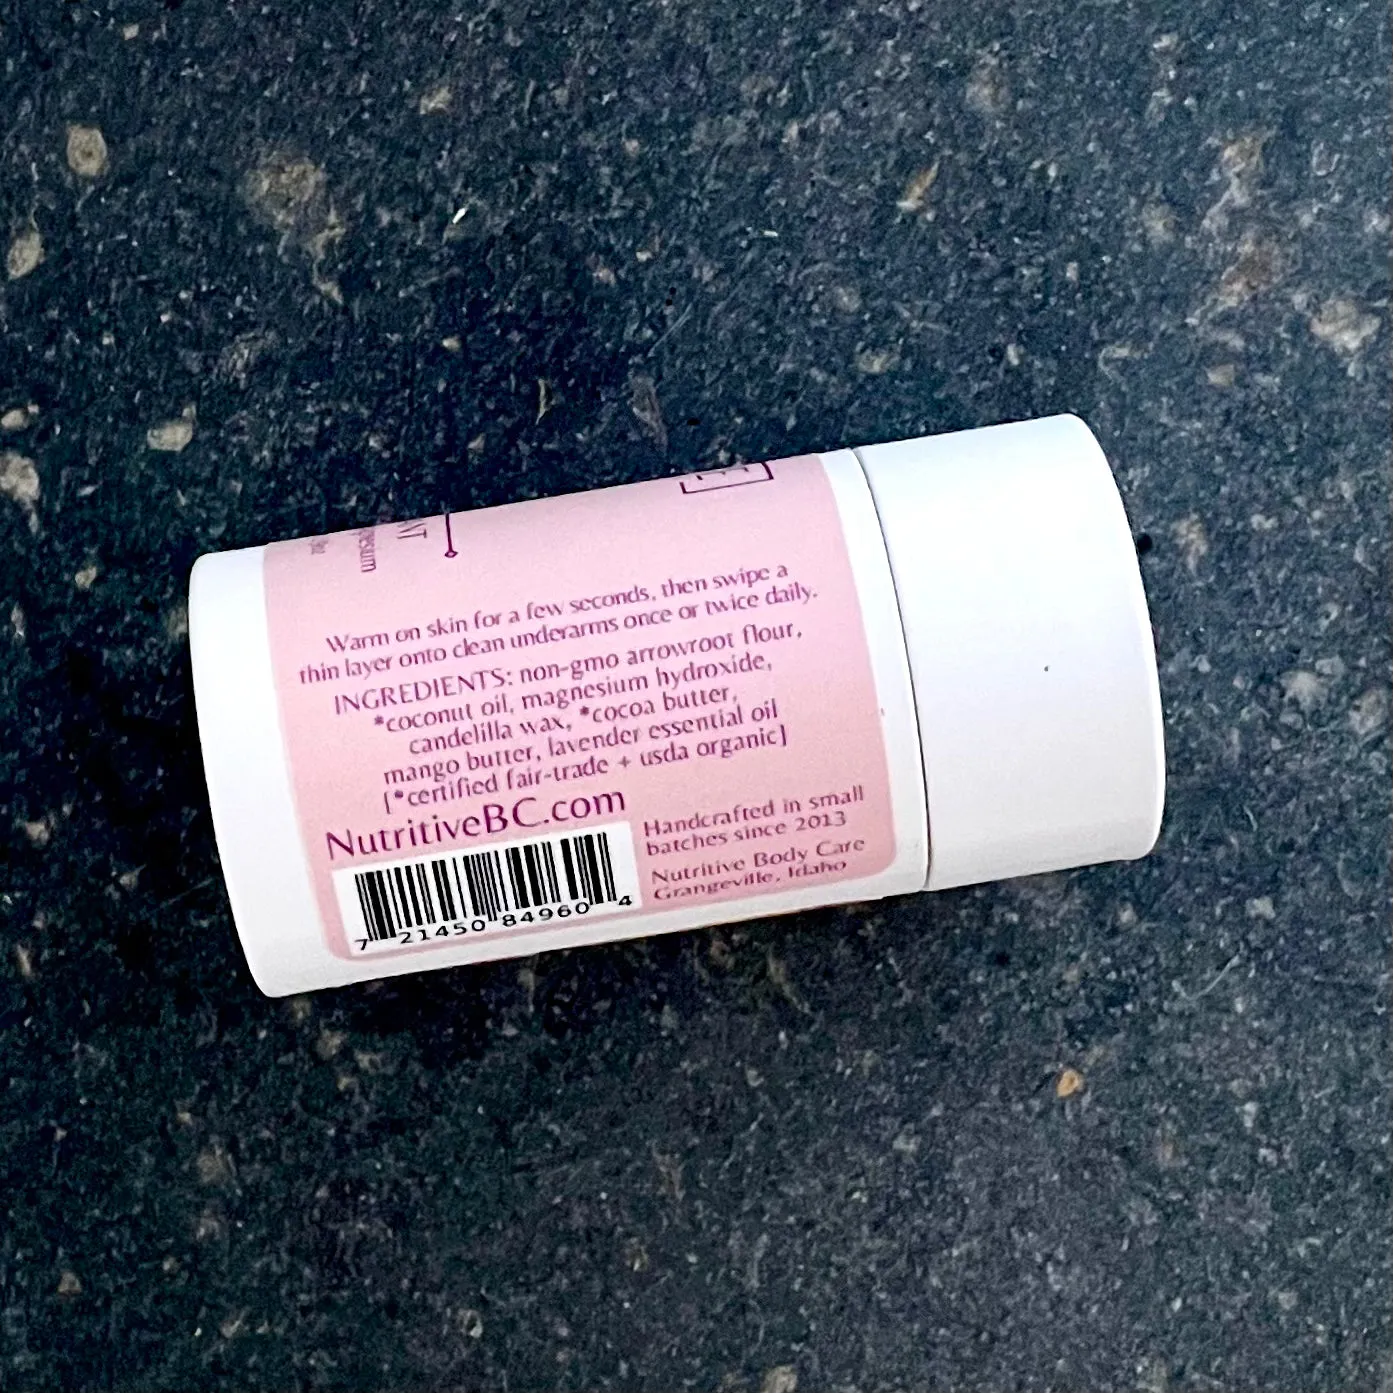 Warm on skin for a few seconds, then swipe a
thin layer onto clean underarms once or twice daily.
INGREDIENTS: non-gmo arrowroot flour,
*coconut oil, magnesium hydroxide,
candelilla wax, *cocoa butter,
mango butter, lavender essential oil
[*certified fair-trade + usda organic]
NutritiveBC.com
7 21450 84960 4
Handcrafted in small
batches since 2013
Nutritive Body Care
Grangeville, Idaho